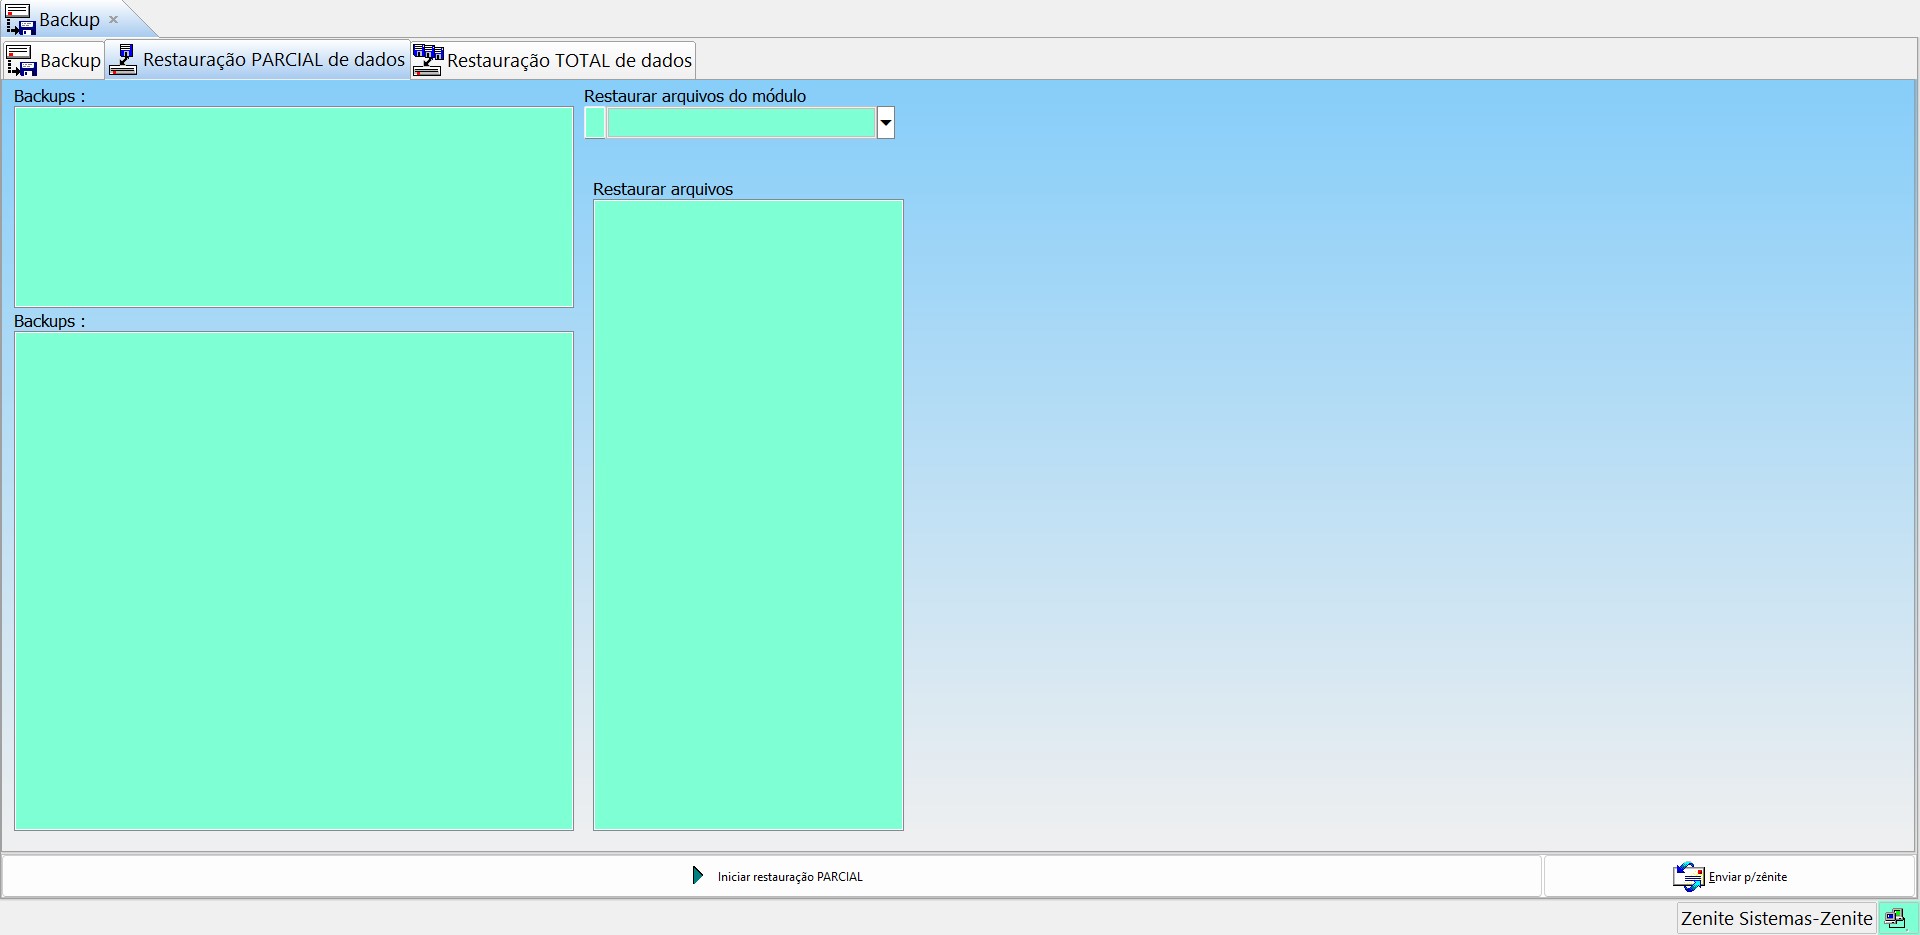 Backup
Backup
Restauração PARCIAL de dados
Restauração TOTAL de dados
Backups :
Restaurar arquivos do módulo
Restaurar arquivos
Backups :
Iniciar restauração PARCIAL
Enviar p/zênite
Zenite Sistemas-Zenite